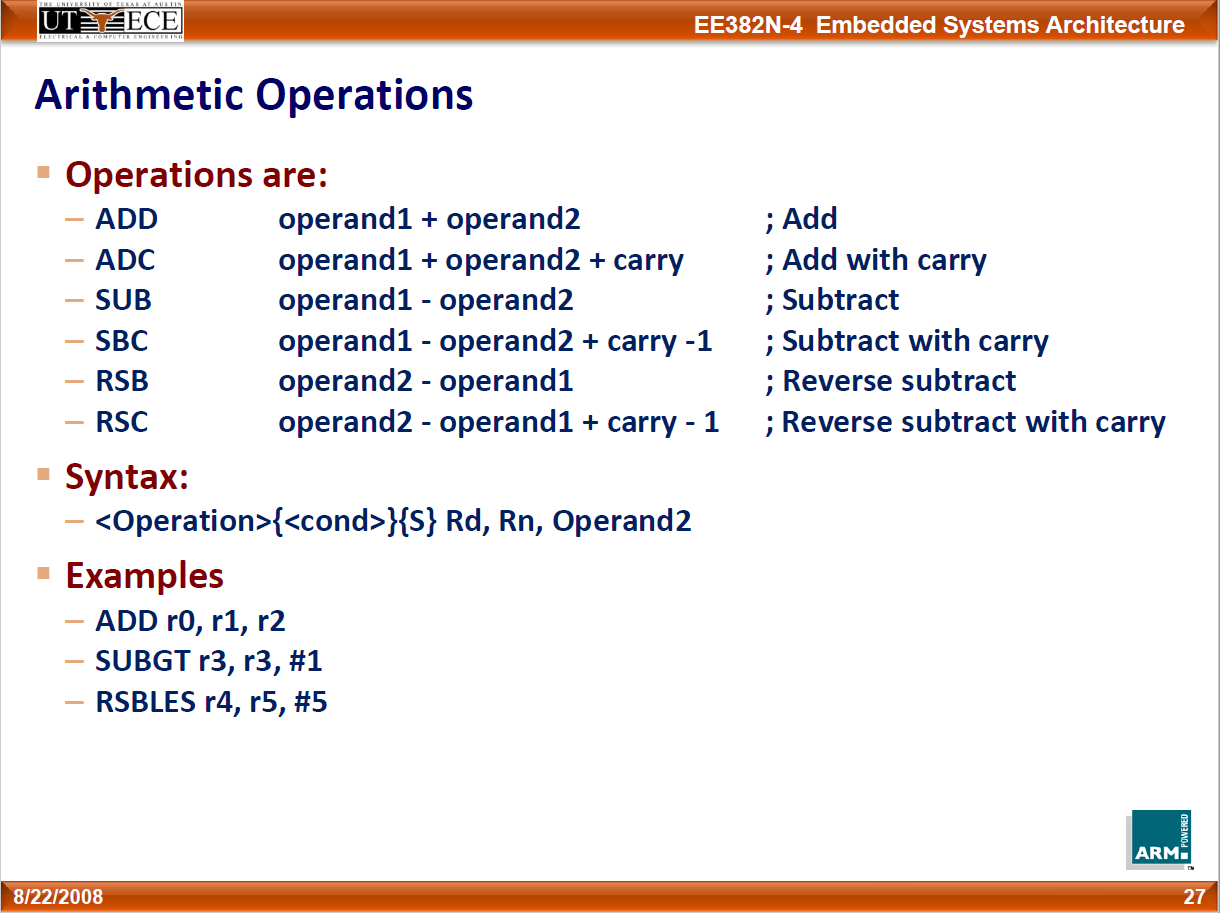 THE UNIVERSITY OF TEXAS AT AUSTIN
UT ECE
ELECTRICAL & COMPUTER ENGINEERING
EE382N-4 Embedded Systems Architecture
Arithmetic Operations
Operations are:
– ADD operand1 + operand2 ; Add
– ADC operand1 + operand2 + carry ; Add with carry
– SUB operand1 - operand2 ; Subtract
– SBC operand1 - operand2 + carry -1 ; Subtract with carry
– RSB operand2 - operand1 ; Reverse subtract
– RSC operand2 - operand1 + carry - 1 ; Reverse subtract with carry
Syntax:
– <Operation>{<cond>}{S} Rd, Rn, Operand2
Examples
– ADD r0, r1, r2
– SUBGT r3, r3, #1
– RSBLES r4, r5, #5
ARM POWERED
TM
8/22/2008 27